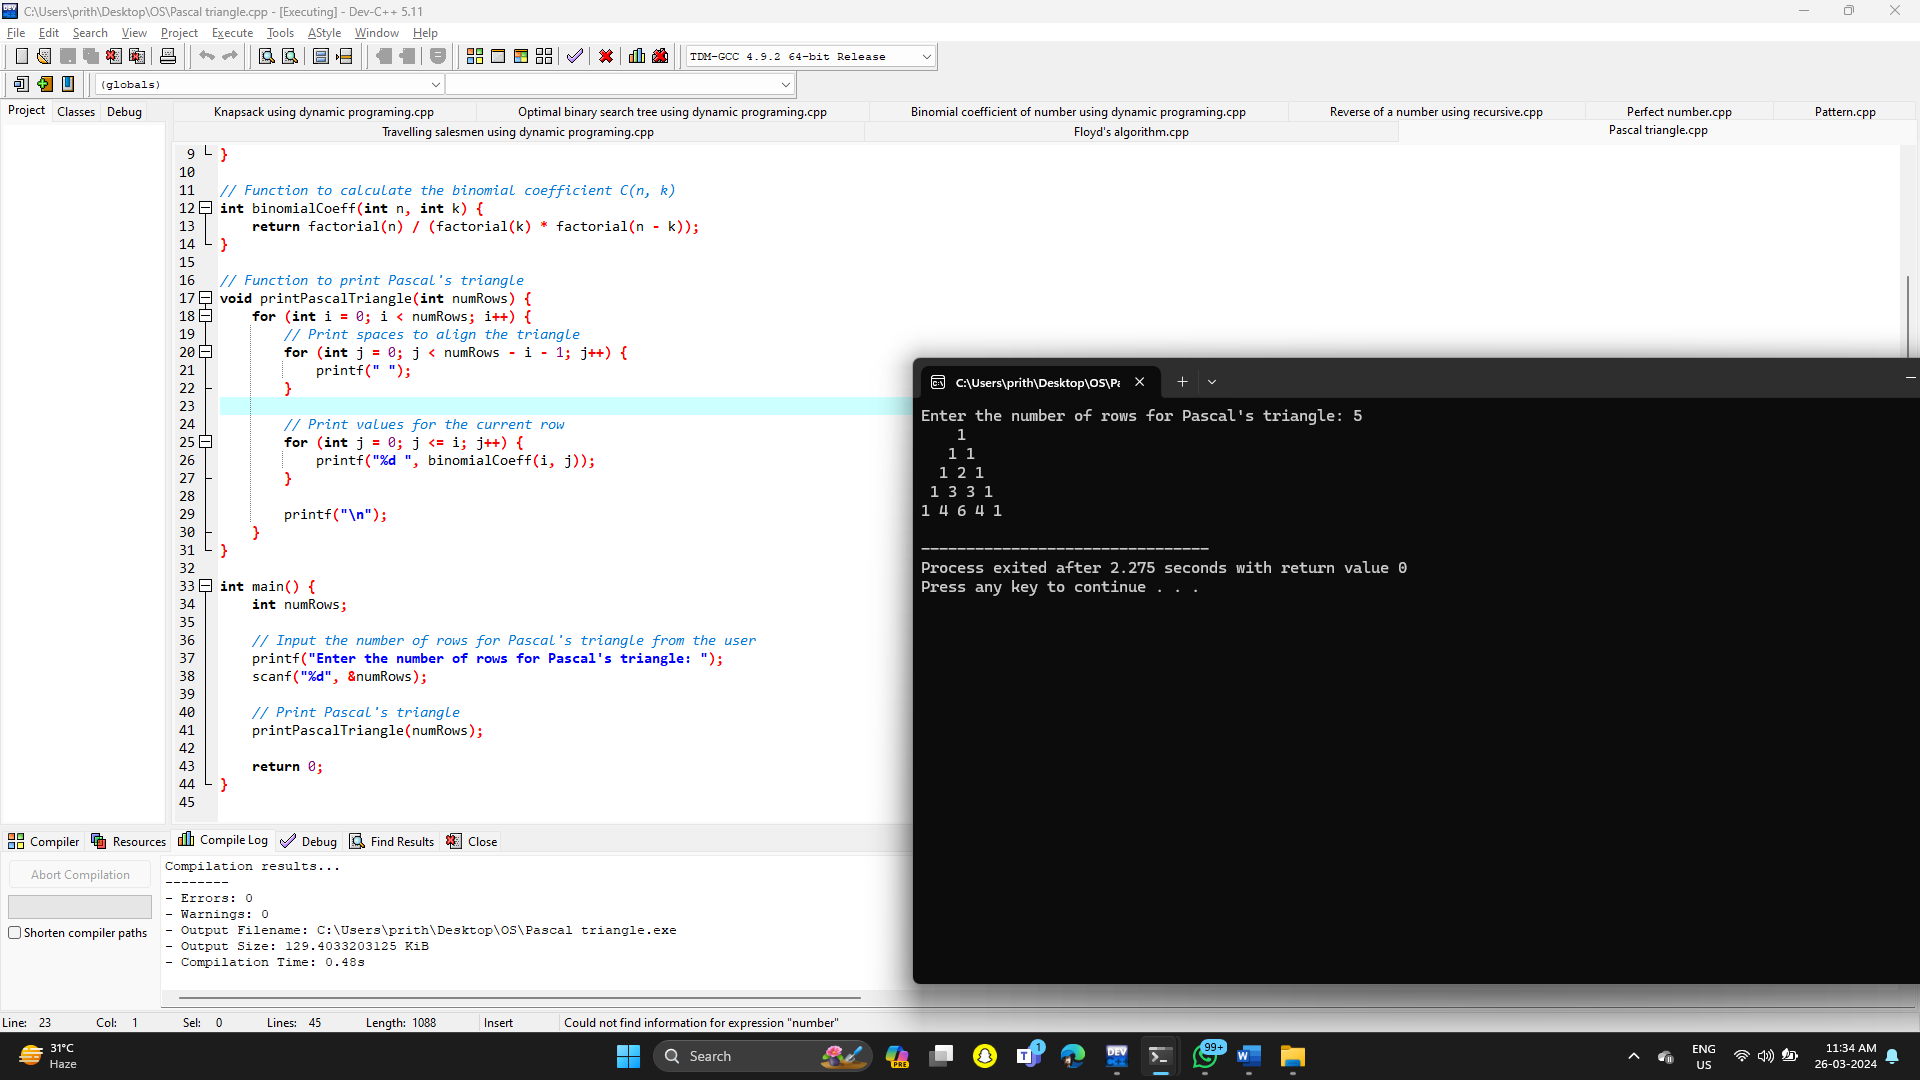 C:\Users\prith\Desktop\OS\Pascal triangle.cpp - [Executing] - Dev-C++ 5.11
File Edit Search View Project Execute Tools AStyle Window Help
TDM-GCC 4.9.2 64-bit Release
(globals)
Project Classes Debug
Knapsack using dynamic programing.cpp Optimal binary search tree using dynamic programing.cpp Binomial coefficient of number using dynamic programing.cpp Reverse of a number using recursive.cpp Perfect number.cpp Pattern.cpp
Travelling salesmen using dynamic programing.cpp Floyd's algorithm.cpp Pascal triangle.cpp
9 }
10
11 // Function to calculate the binomial coefficient C(n, k)
12 int binomialCoeff(int n, int k) {
13 return factorial(n) / (factorial(k) * factorial(n - k));
14 }
15
16 // Function to print Pascal's triangle
17 void printPascalTriangle(int numRows) {
18 for (int i = 0; i < numRows; i++) {
19 // Print spaces to align the triangle
20 for (int j = 0; j < numRows - i - 1; j++) {
21 printf(" ");
22 }
23
24 // Print values for the current row
25 for (int j = 0; j <= i; j++) {
26 printf("%d ", binomialCoeff(i, j));
27 }
28
29 printf("\n");
30 }
31 }
32
33 int main() {
34 int numRows;
35
36 // Input the number of rows for Pascal's triangle from the user
37 printf("Enter the number of rows for Pascal's triangle: ");
38 scanf("%d", &numRows);
39
40 // Print Pascal's triangle
41 printPascalTriangle(numRows);
42
43 return 0;
44 }
45
C:\Users\prith\Desktop\OS\Pa
Enter the number of rows for Pascal's triangle: 5
1
1 1
1 2 1
1 3 3 1
1 4 6 4 1
--------------------------------
Process exited after 2.275 seconds with return value 0
Press any key to continue . . .
Compiler Resources Compile Log Debug Find Results Close
Abort Compilation
Shorten compiler paths
Compilation results...
--------
- Errors: 0
- Warnings: 0
- Output Filename: C:\Users\prith\Desktop\OS\Pascal triangle.exe
- Output Size: 129.4033203125 KiB
- Compilation Time: 0.48s
Line: 23 Col: 1 Sel: 0 Lines: 45 Length: 1088 Insert Could not find information for expression "number"
31°C
Haze
Search
PRE
1
DEV
99+
ENG
US
11:34 AM
26-03-2024